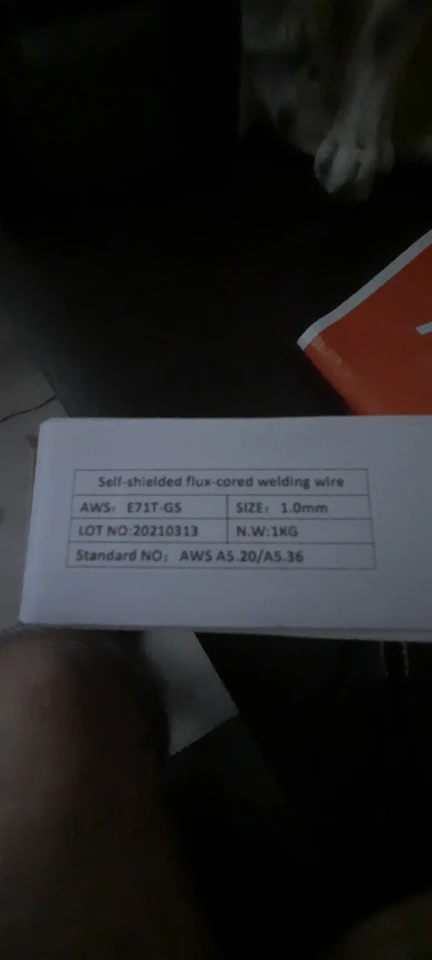 Self-shielded flux-cored welding wire
AWS: E71T-GS SIZE: 1.0mm
LOT NO:20210313 N.W:1KG
Standard NO: AWS A5.20/A5.36